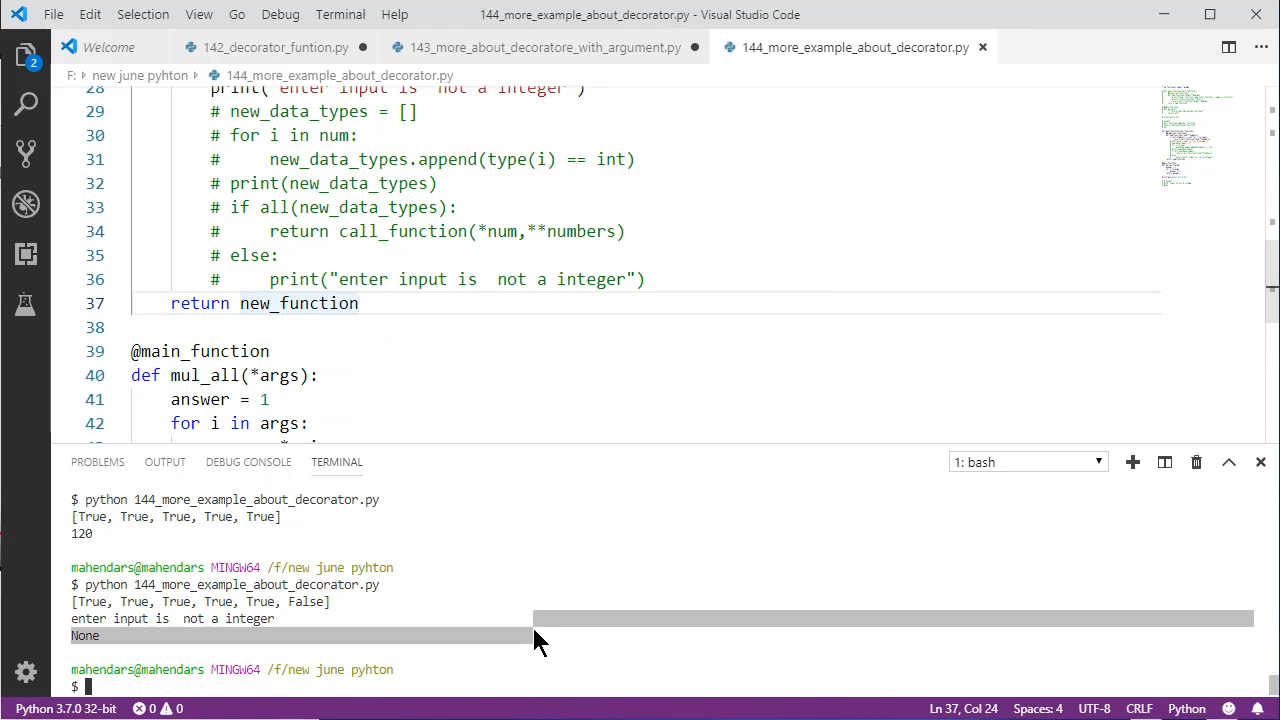 File Edit Selection View Go Debug Terminal Help 144_more_example_about_decorator.py - Visual Studio Code
Welcome 142_decorator_funtion.py 143_more_about_decoratore_with_argument.py 144_more_example_about_decorator.py
2
F: new june pyhton 144_more_example_about_decorator.py
28 print("enter input is  not a integer")
29 # new_data_types = []
30 # for i in num:
31 #     new_data_types.append(type(i) == int)
32 # print(new_data_types)
33 # if all(new_data_types):
34 #     return call_function(*num,**numbers)
35 # else:
36 #     print("enter input is  not a integer")
37 return new_function
38
39 @main_function
40 def mul_all(*args):
41 answer = 1
42 for i in args:
PROBLEMS OUTPUT DEBUG CONSOLE TERMINAL 1: bash
$ python 144_more_example_about_decorator.py
[True, True, True, True, True]
120
mahendars@mahendars MINGW64 /f/new june pyhton
$ python 144_more_example_about_decorator.py
[True, True, True, True, True, False]
enter input is  not a integer
None
mahendars@mahendars MINGW64 /f/new june pyhton
$
Python 3.7.0 32-bit 0 0 Ln 37, Col 24 Spaces: 4 UTF-8 CRLF Python